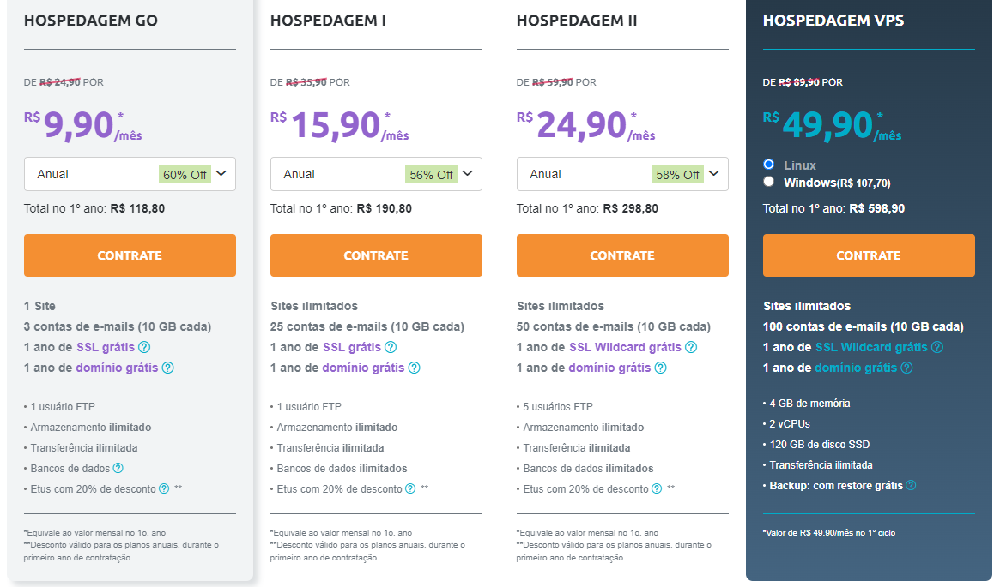 HOSPEDAGEM GO
DE R$ 24,90 POR
R$ 9,90*/mês
Anual 60% Off
Total no 1º ano: R$ 118,80
CONTRATE
1 Site
3 contas de e-mails (10 GB cada)
1 ano de SSL grátis ?
1 ano de domínio grátis ?
• 1 usuário FTP
• Armazenamento ilimitado
• Transferência ilimitada
• Bancos de dados ?
• Etus com 20% de desconto ? **
*Equivale ao valor mensal no 1o. ano
**Desconto válido para os planos anuais, durante o
primeiro ano de contratação.
HOSPEDAGEM I
DE R$ 35,90 POR
R$ 15,90*/mês
Anual 56% Off
Total no 1º ano: R$ 190,80
CONTRATE
Sites ilimitados
25 contas de e-mails (10 GB cada)
1 ano de SSL grátis ?
1 ano de domínio grátis ?
• 1 usuário FTP
• Armazenamento ilimitado
• Transferência ilimitada
• Bancos de dados ilimitados
• Etus com 20% de desconto ? **
*Equivale ao valor mensal no 1o. ano
**Desconto válido para os planos anuais, durante o
primeiro ano de contratação.
HOSPEDAGEM II
DE R$ 59,90 POR
R$ 24,90*/mês
Anual 58% Off
Total no 1º ano: R$ 298,80
CONTRATE
Sites ilimitados
50 contas de e-mails (10 GB cada)
1 ano de SSL Wildcard grátis ?
1 ano de domínio grátis ?
• 5 usuários FTP
• Armazenamento ilimitado
• Transferência ilimitada
• Bancos de dados ilimitados
• Etus com 20% de desconto ? **
*Equivale ao valor mensal no 1o. ano
**Desconto válido para os planos anuais, durante o
primeiro ano de contratação.
HOSPEDAGEM VPS
DE R$ 89,90 POR
R$ 49,90*/mês
Linux
Windows(R$ 107,70)
Total no 1º ano: R$ 598,90
CONTRATE
Sites ilimitados
100 contas de e-mails (10 GB cada)
1 ano de SSL Wildcard grátis ?
1 ano de domínio grátis ?
• 4 GB de memória
• 2 vCPUs
• 120 GB de disco SSD
• Transferência ilimitada
• Backup: com restore grátis ?
*Valor de R$ 49,90/mês no 1º ciclo